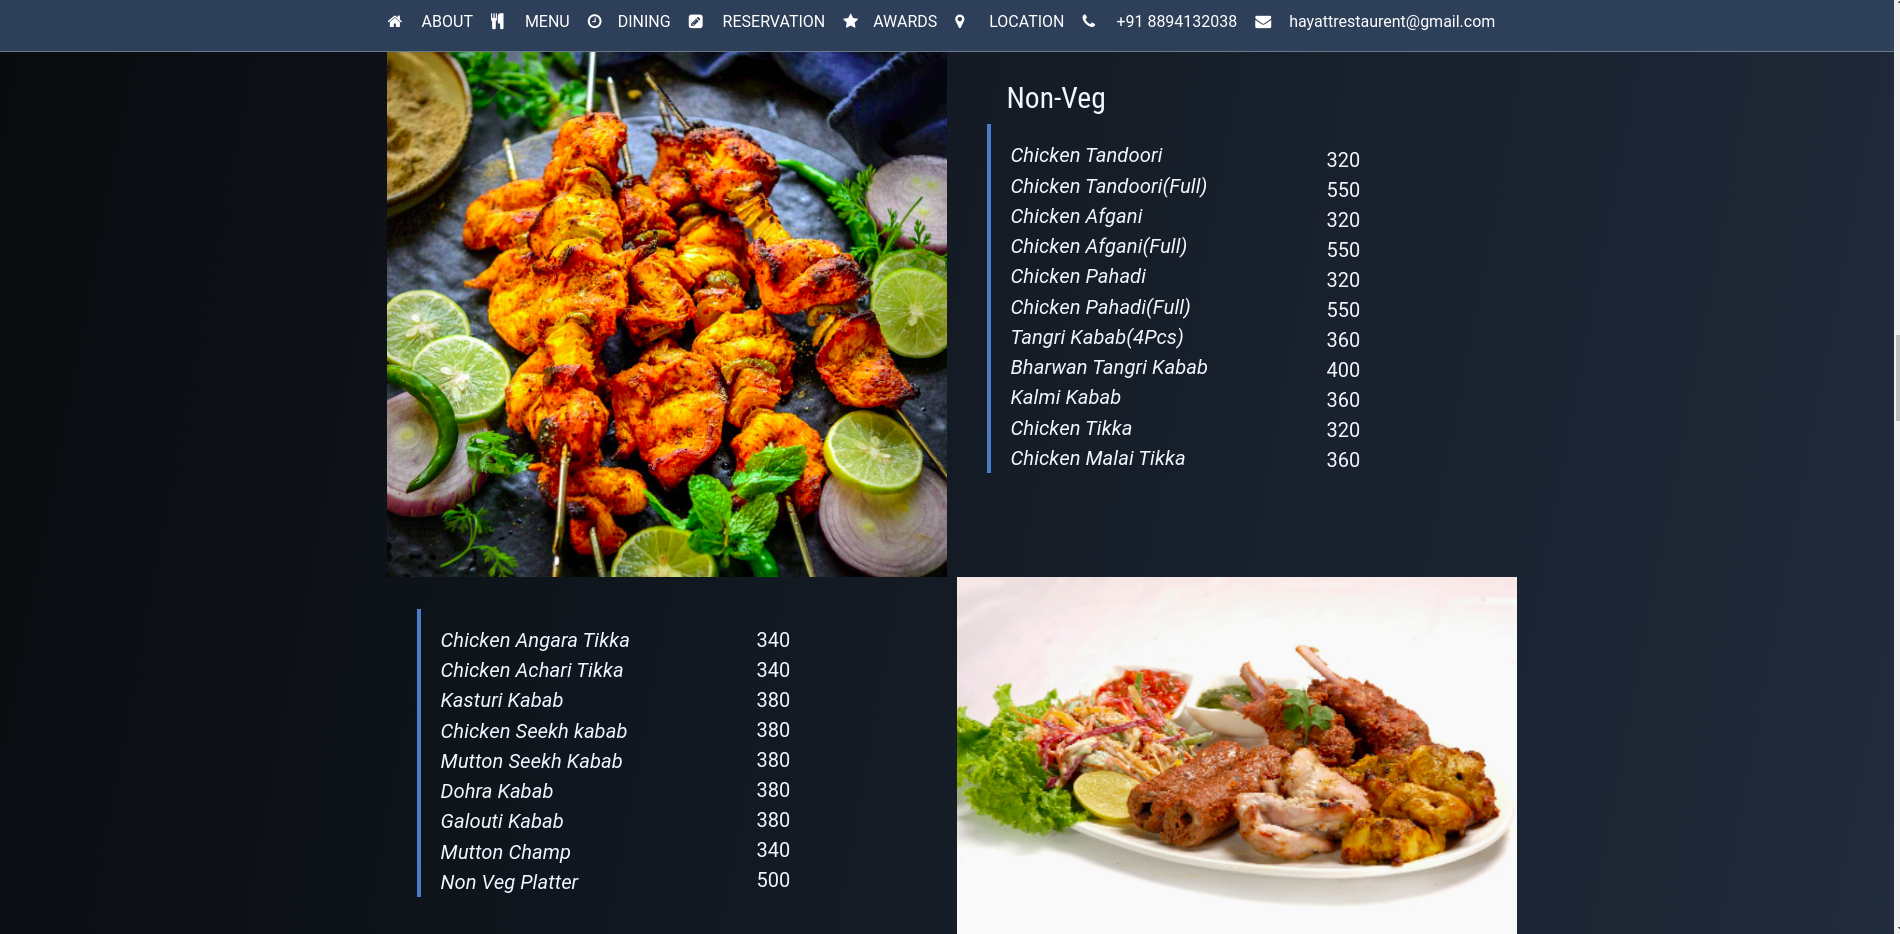 ABOUT MENU DINING RESERVATION AWARDS LOCATION +91 8894132038 hayattrestaurent@gmail.com
Non-Veg
Chicken Tandoori 320
Chicken Tandoori(Full) 550
Chicken Afgani 320
Chicken Afgani(Full) 550
Chicken Pahadi 320
Chicken Pahadi(Full) 550
Tangri Kabab(4Pcs) 360
Bharwan Tangri Kabab 400
Kalmi Kabab 360
Chicken Tikka 320
Chicken Malai Tikka 360
Chicken Angara Tikka 340
Chicken Achari Tikka 340
Kasturi Kabab 380
Chicken Seekh kabab 380
Mutton Seekh Kabab 380
Dohra Kabab 380
Galouti Kabab 380
Mutton Champ 340
Non Veg Platter 500